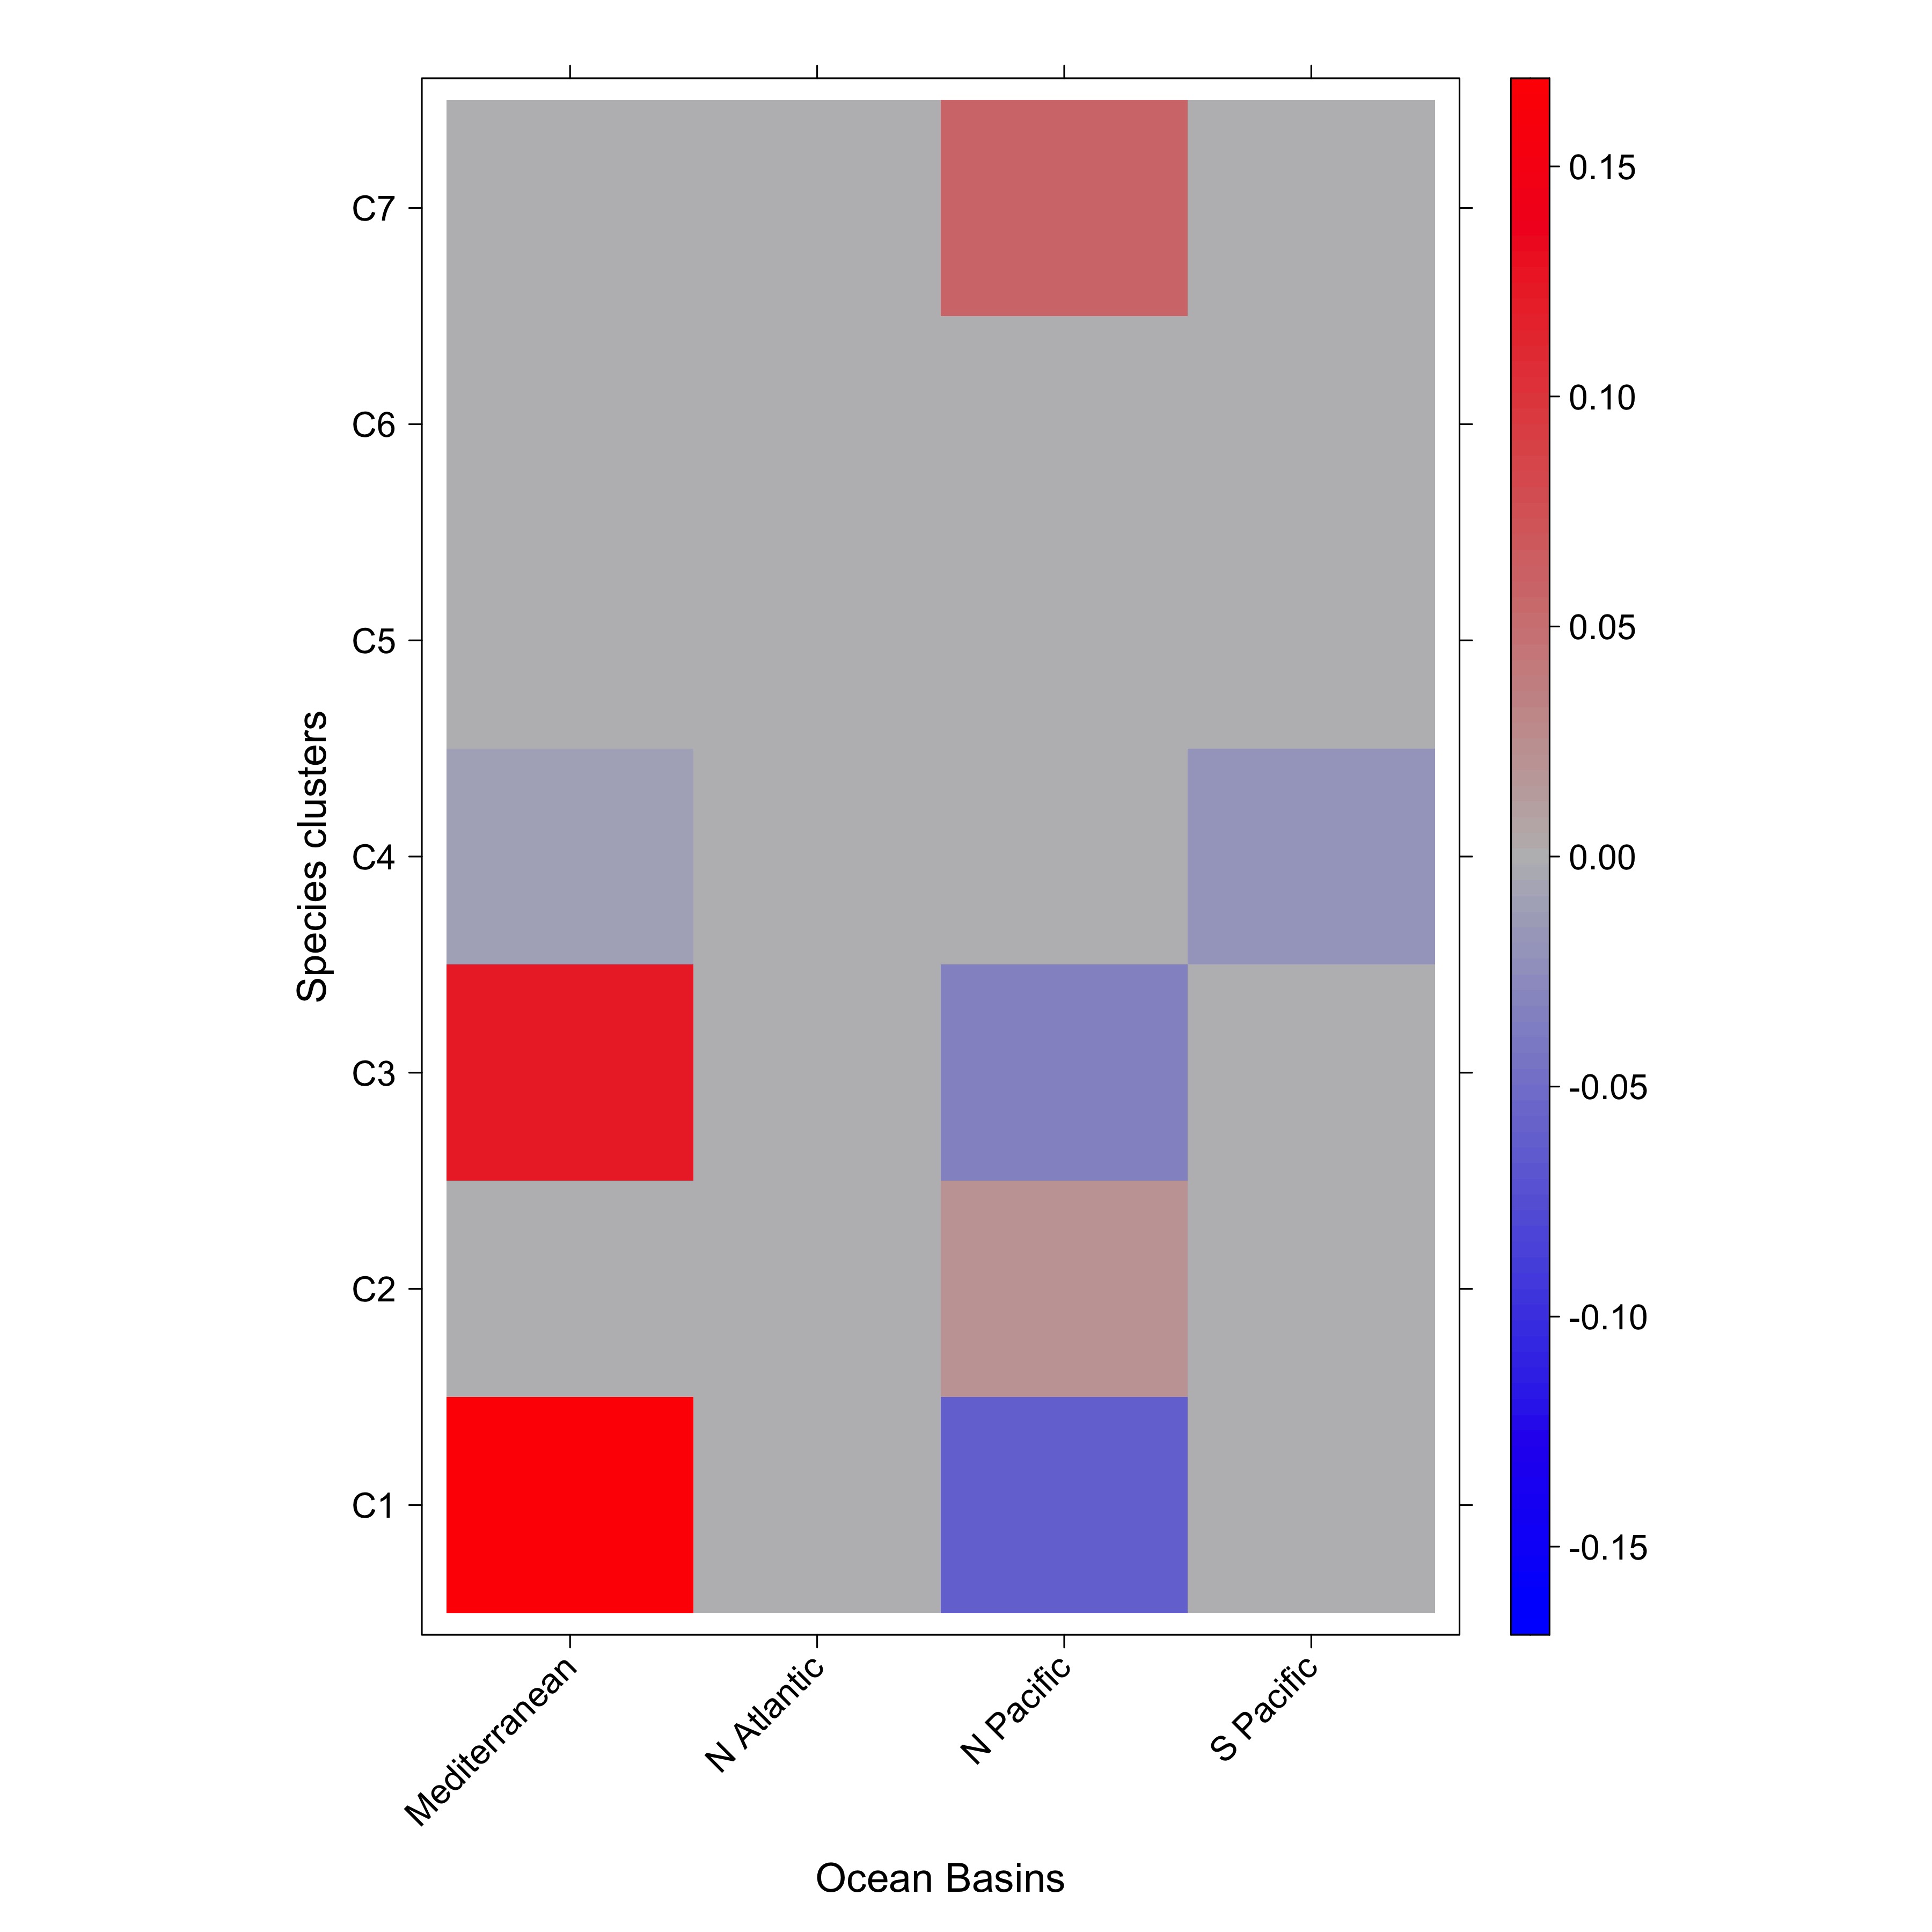 Species clusters
C7
C6
C5
C4
C3
C2
C1
Mediterranean
N Atlantic
N Pacific
S Pacific
Ocean Basins
0.15
0.10
0.05
0.00
-0.05
-0.10
-0.15